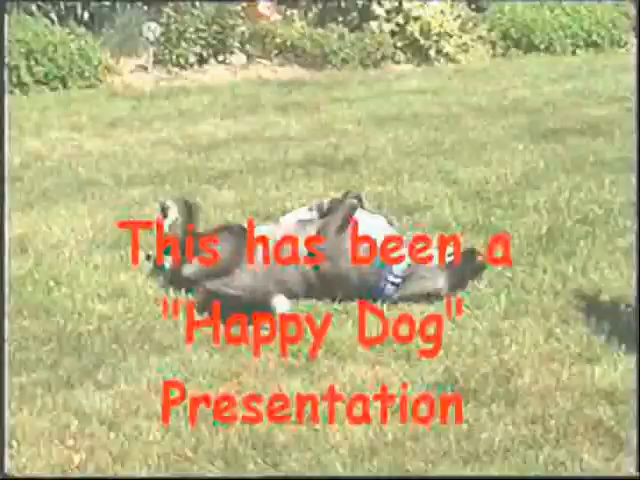 This has been a
"Happy Dog"
Presentation